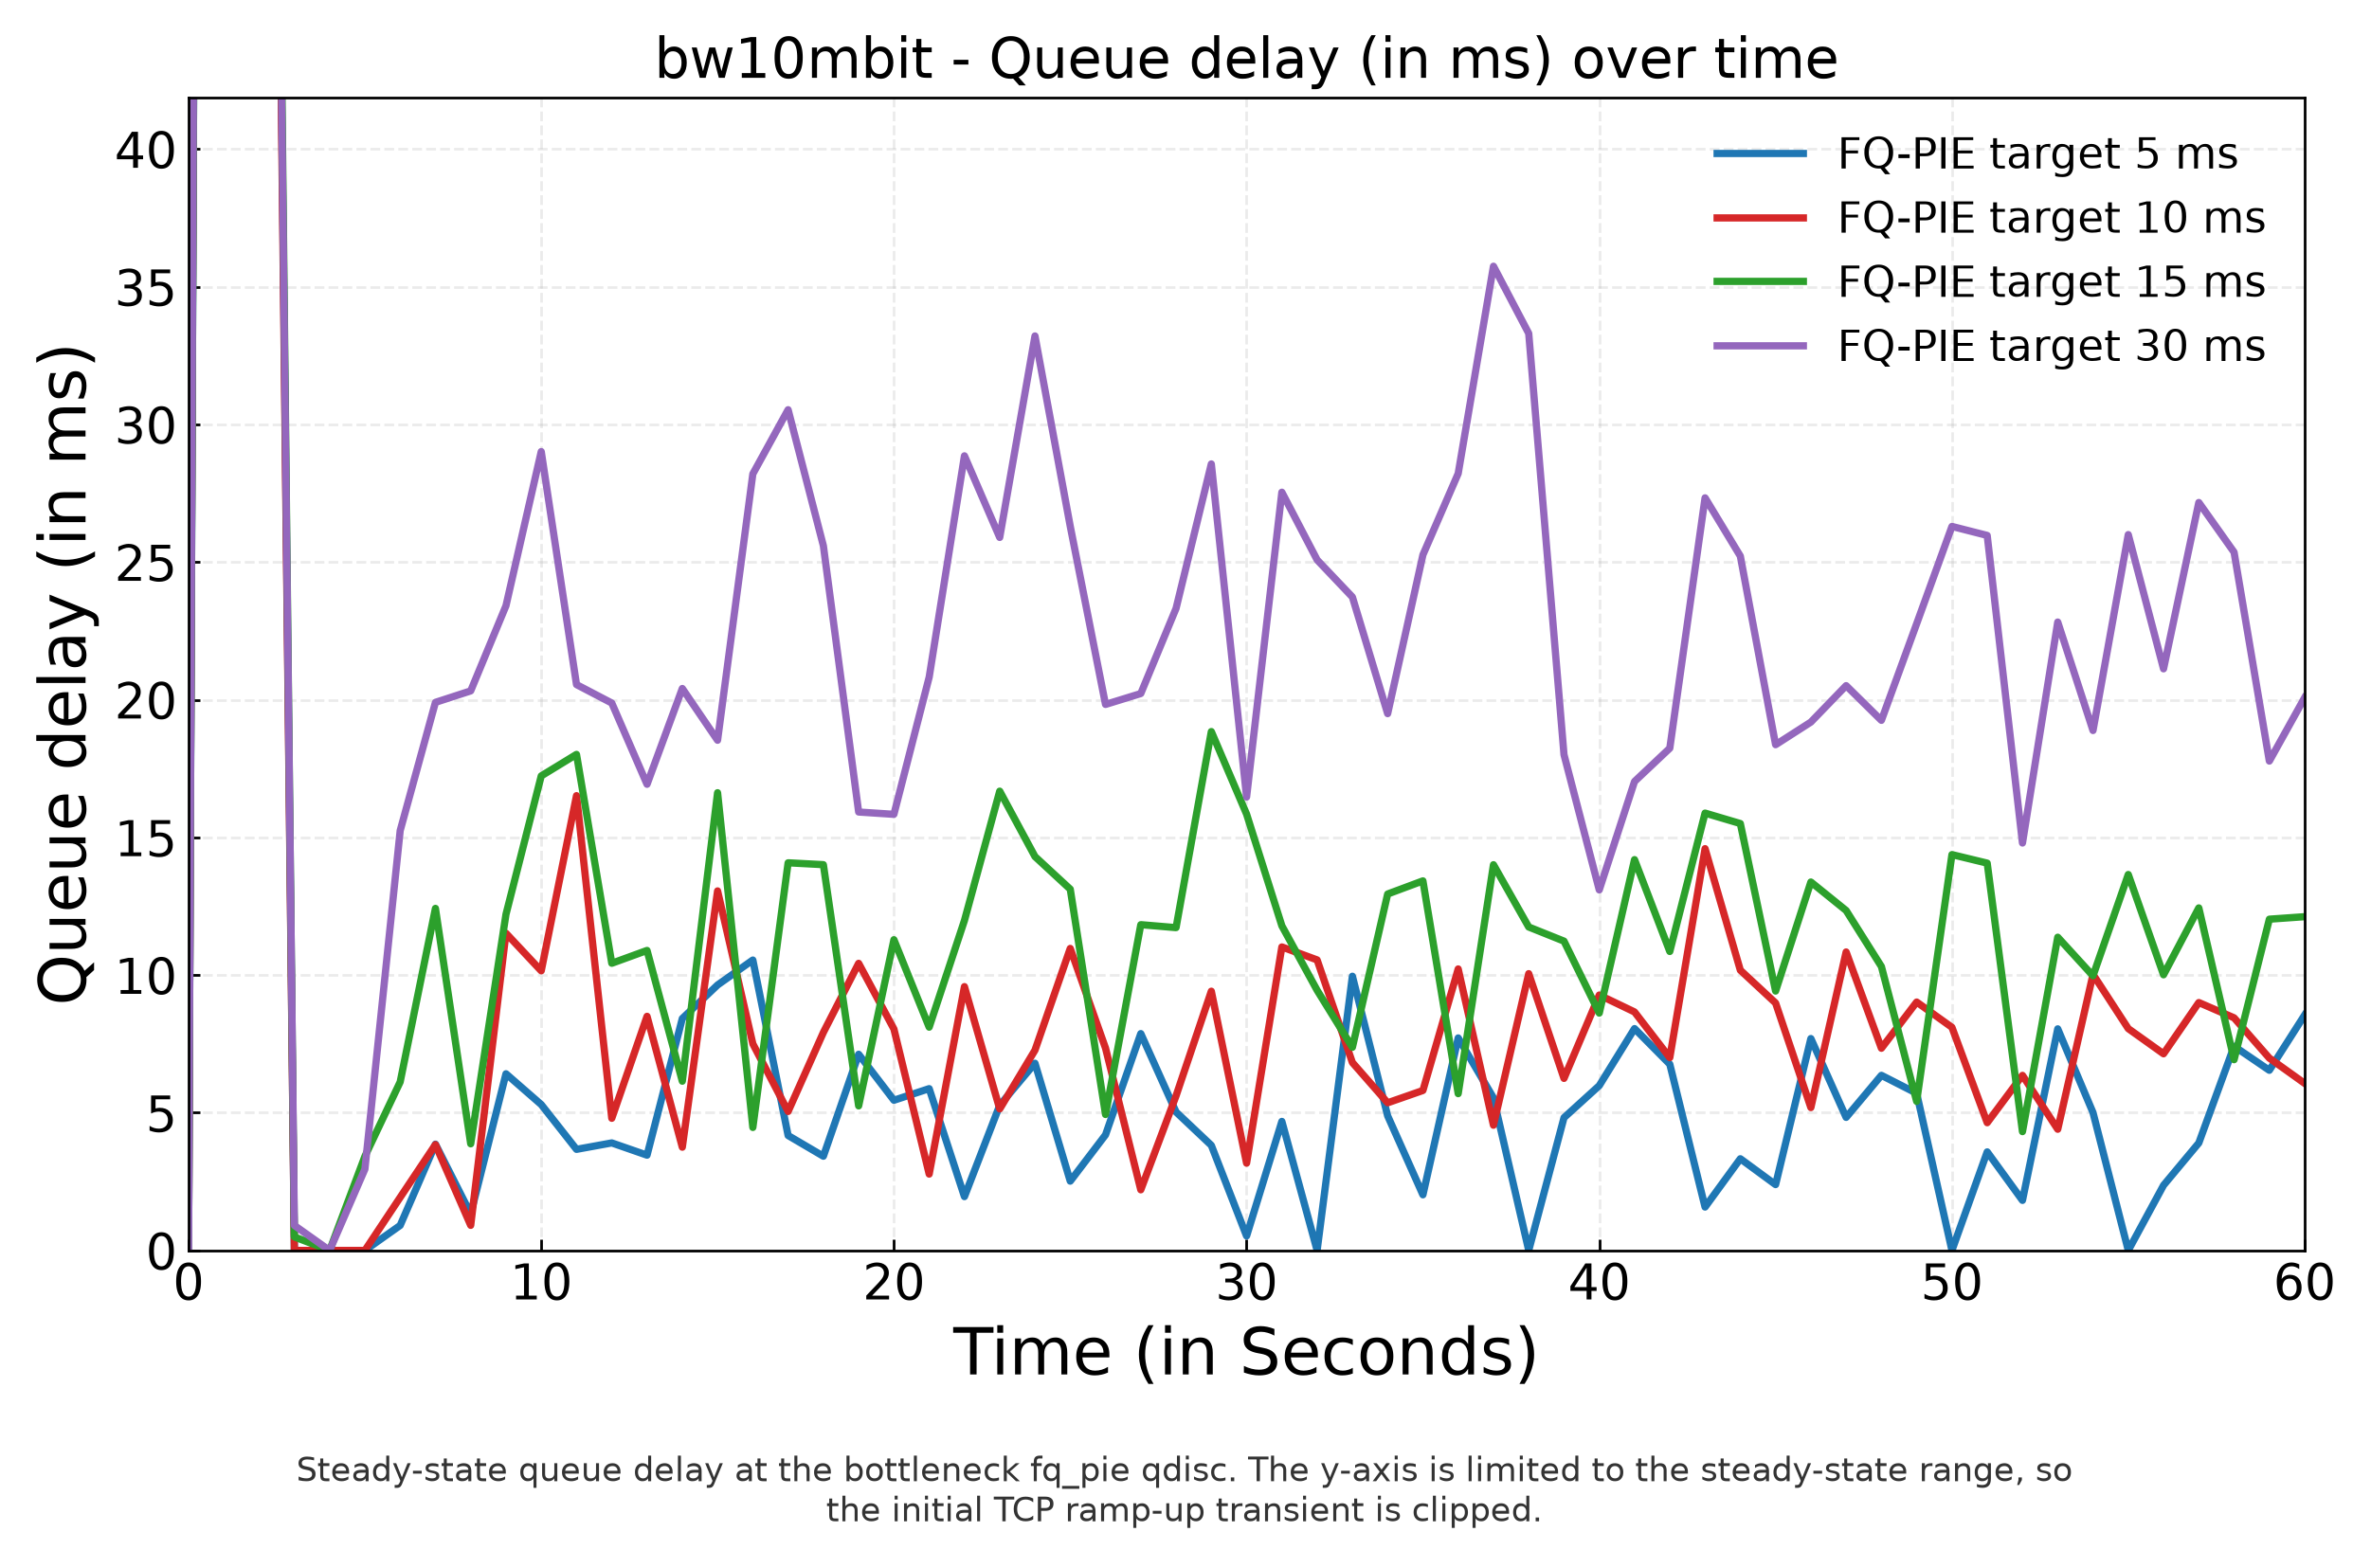 bw10mbit - Queue delay (in ms) over time
Queue delay (in ms)
40
35
30
25
20
15
10
5
0
FQ-PIE target 5 ms
FQ-PIE target 10 ms
FQ-PIE target 15 ms
FQ-PIE target 30 ms
0 10 20 30 40 50 60
Time (in Seconds)
Steady-state queue delay at the bottleneck fq_pie qdisc. The y-axis is limited to the steady-state range, so
the initial TCP ramp-up transient is clipped.